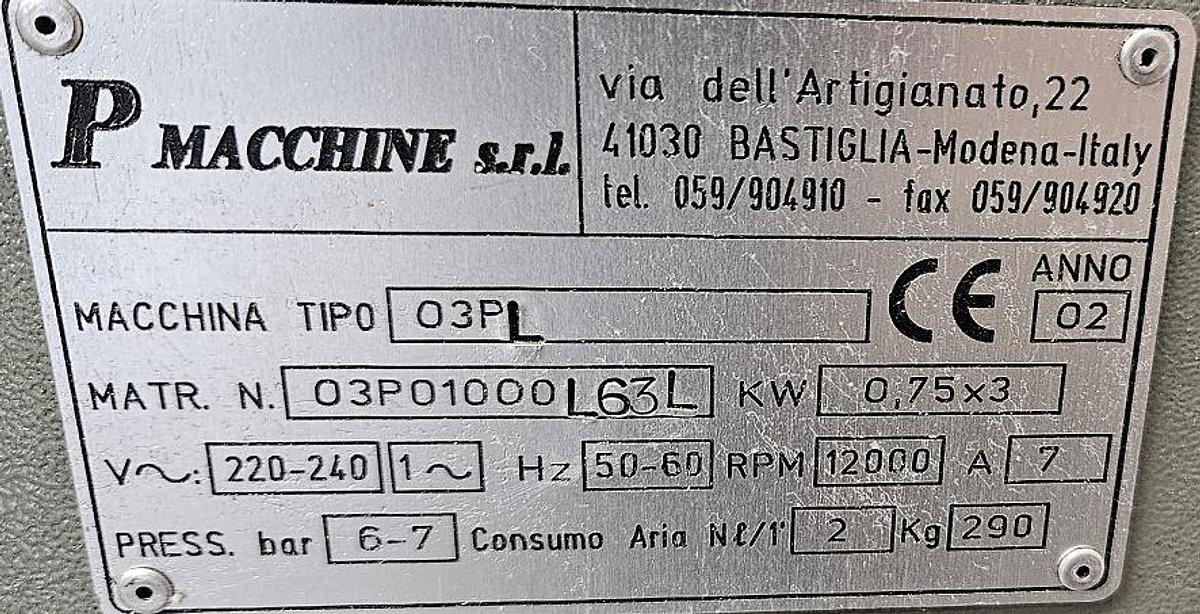 P MACCHINE s.r.l.
via dell'Artigianato,22
41030 BASTIGLIA-Modena-Italy
tel. 059/904910 - fax 059/904920
MACCHINA TIPO 03PL CE ANNO 02
MATR. N. 03P01000L63L KW 0,75x3
V~: 220-240 1~ Hz 50-60 RPM 12000 A 7
PRESS. bar 6-7 Consumo Aria Nℓ/1' 2 Kg 290